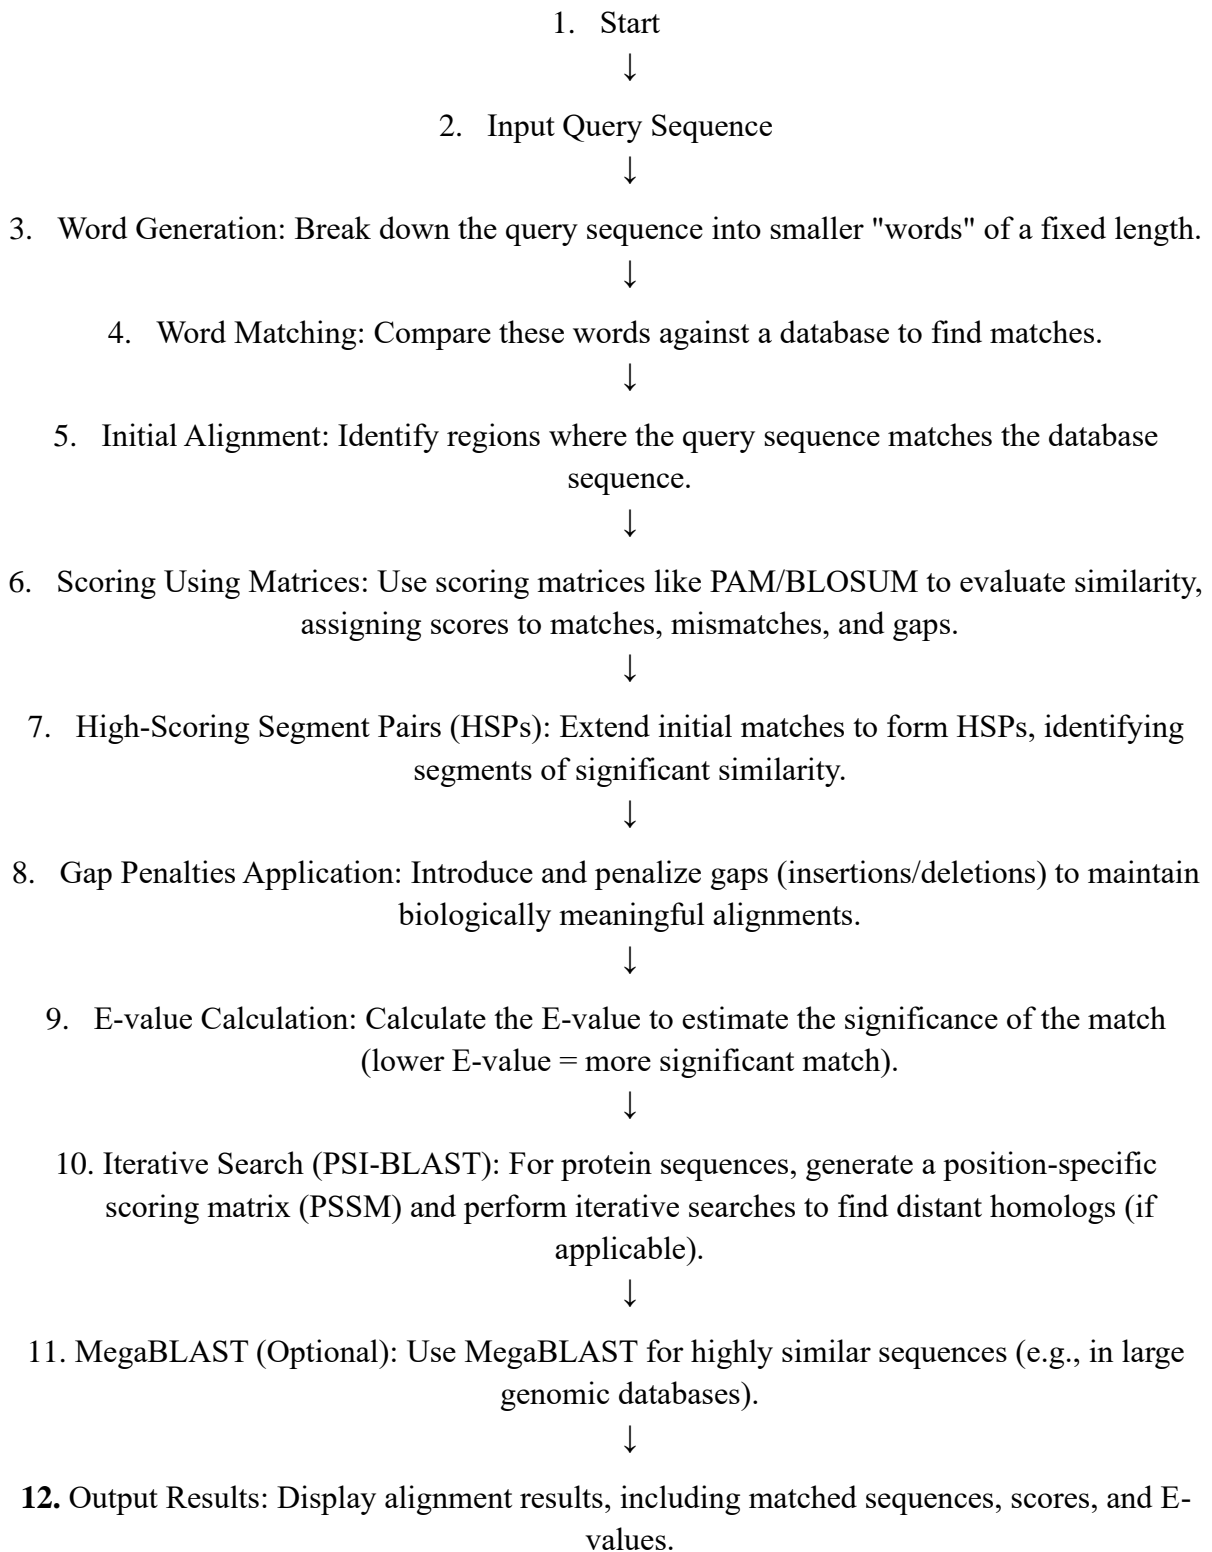 1. Start
↓
2. Input Query Sequence
↓
3. Word Generation: Break down the query sequence into smaller "words" of a fixed length.
↓
4. Word Matching: Compare these words against a database to find matches.
↓
5. Initial Alignment: Identify regions where the query sequence matches the database
sequence.
↓
6. Scoring Using Matrices: Use scoring matrices like PAM/BLOSUM to evaluate similarity,
assigning scores to matches, mismatches, and gaps.
↓
7. High-Scoring Segment Pairs (HSPs): Extend initial matches to form HSPs, identifying
segments of significant similarity.
↓
8. Gap Penalties Application: Introduce and penalize gaps (insertions/deletions) to maintain
biologically meaningful alignments.
↓
9. E-value Calculation: Calculate the E-value to estimate the significance of the match
(lower E-value = more significant match).
↓
10. Iterative Search (PSI-BLAST): For protein sequences, generate a position-specific
scoring matrix (PSSM) and perform iterative searches to find distant homologs (if
applicable).
↓
11. MegaBLAST (Optional): Use MegaBLAST for highly similar sequences (e.g., in large
genomic databases).
↓
12. Output Results: Display alignment results, including matched sequences, scores, and E-
values.